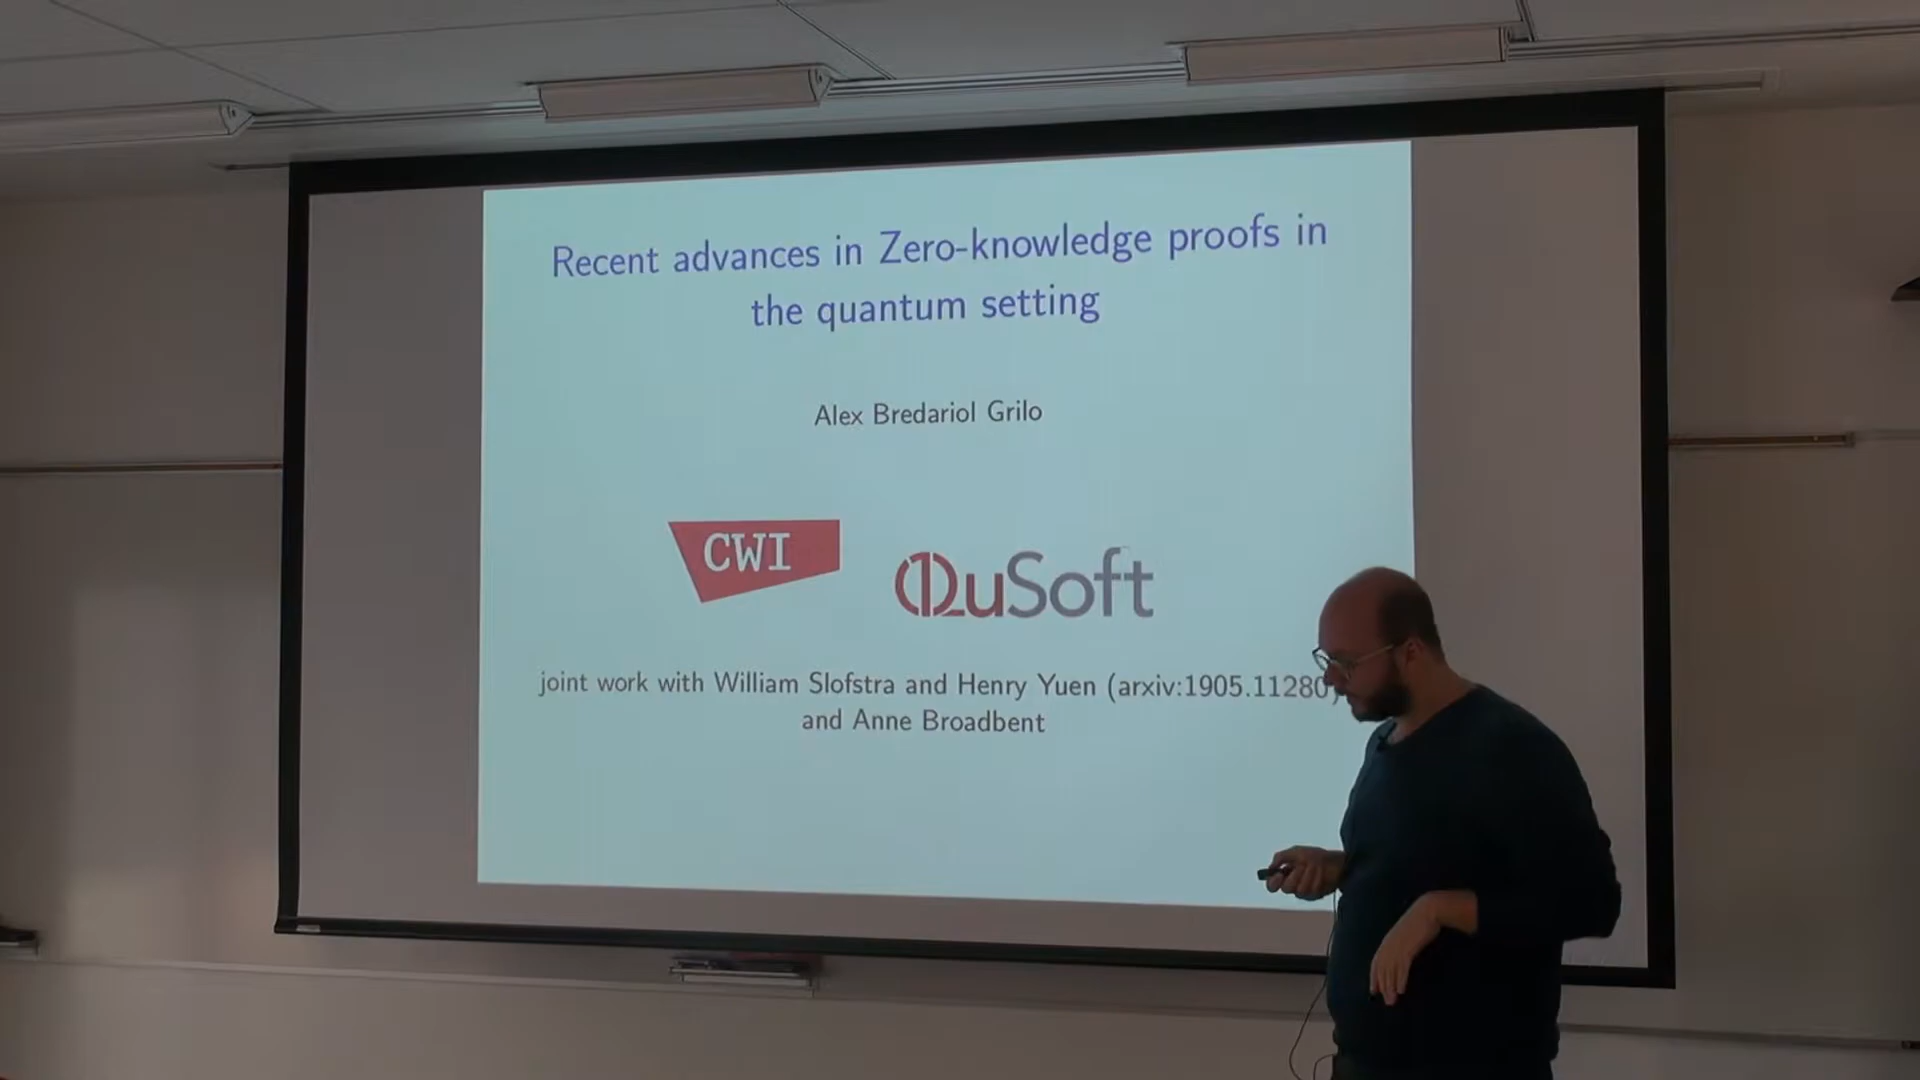 Recent advances in Zero-knowledge proofs in
the quantum setting
Alex Bredariol Grilo
CWI
QuSoft
joint work with William Slofstra and Henry Yuen (arxiv:1905.11280)
and Anne Broadbent